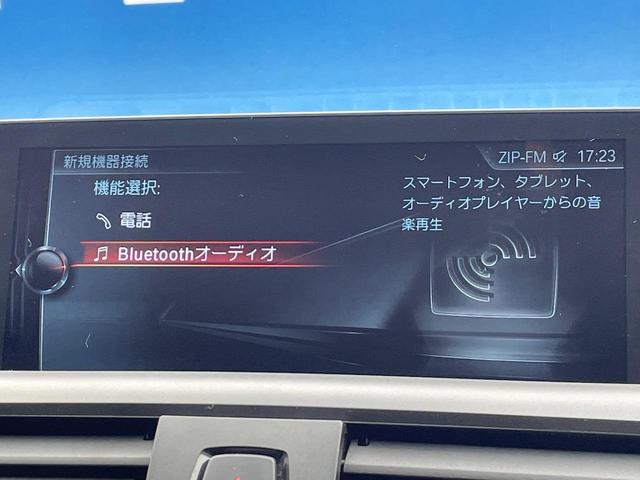 新規機器接続
ZIP-FM 17:23
機能選択:
電話
Bluetoothオーディオ
スマートフォン、タブレット、
オーディオプレイヤーからの音
楽再生